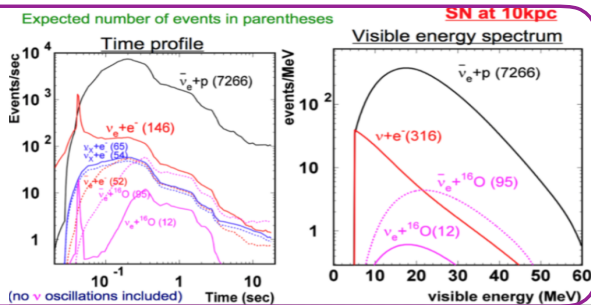 Expected number of events in parentheses
SN at 10kpc
Time profile
Events/sec
10⁴
10³
10²
10
1
ν̄ₑ+p (7266)
νₑ+e⁻ (146)
νₓ+e⁻ (65)
ν̄ₓ+e⁻ (54)
ν̄ₑ+e⁻ (52)
ν̄ₑ+¹⁶O (95)
νₑ+¹⁶O (12)
10⁻¹
1
10
(no ν oscillations included)
Time (sec)
Visible energy spectrum
events/MeV
10²
10
1
ν̄ₑ+p (7266)
ν+e⁻(316)
ν̄ₑ+¹⁶O (95)
νₑ+¹⁶O(12)
0 10 20 30 40 50 60
visible energy (MeV)